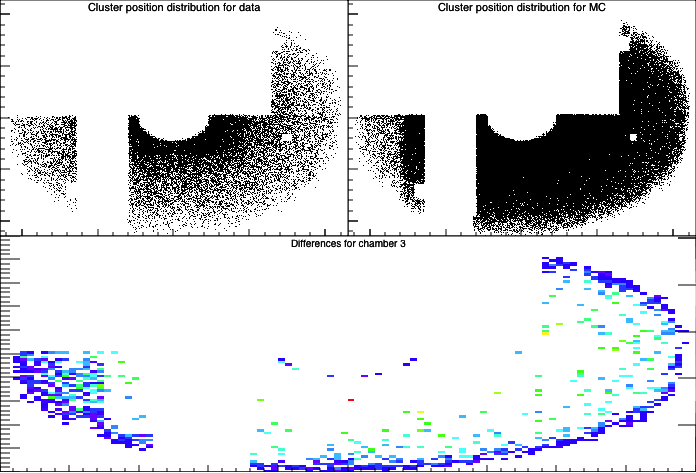 Cluster position distribution for data
Cluster position distribution for MC
Differences for chamber 3